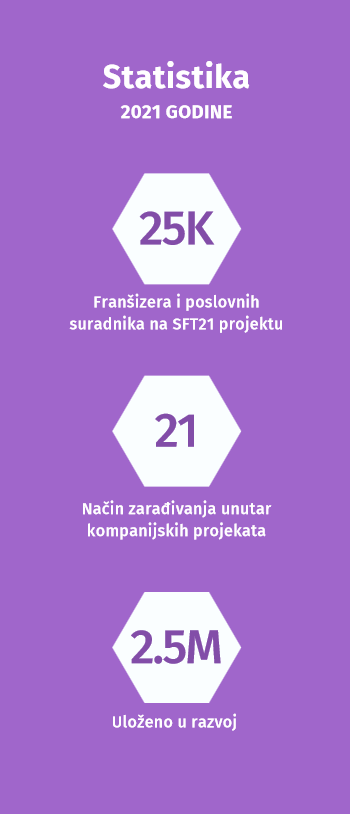 Statistika
2021 GODINE
25K
Franšizera i poslovnih
suradnika na SFT21 projektu
21
Način zarađivanja unutar
kompanijskih projekata
2.5M
Uloženo u razvoj